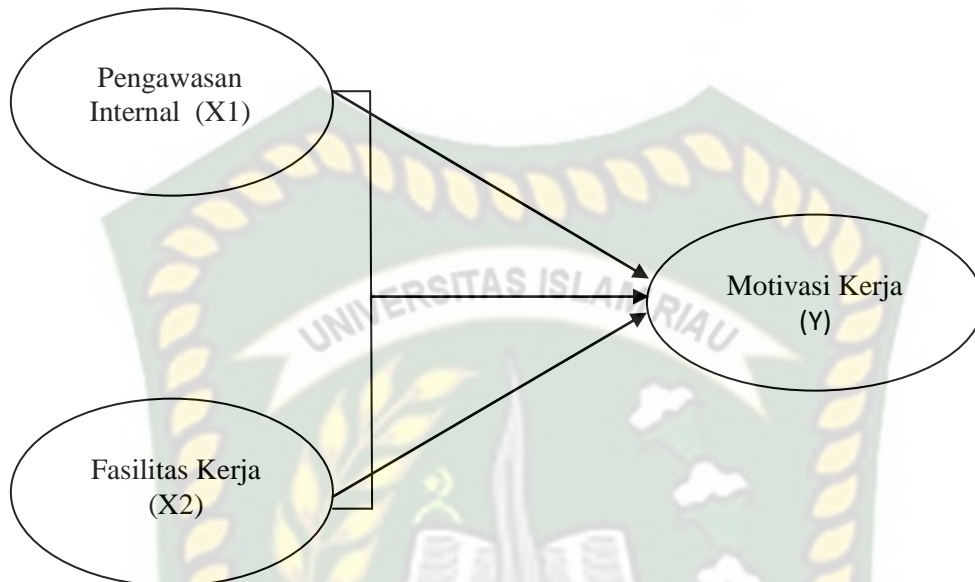 Pengawasan
Internal (X1)
UNIVERSITAS ISLAM RIAU
Motivasi Kerja
(Y)
Fasilitas Kerja
(X2)